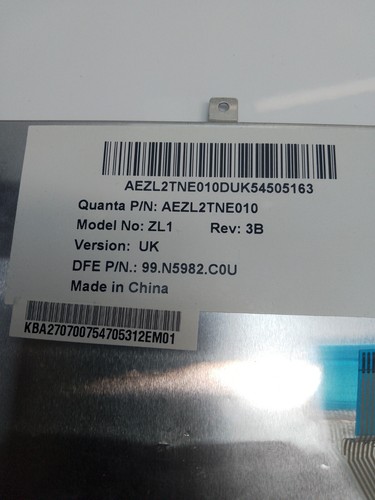 AEZL2TNE010DUK54505163
Quanta P/N: AEZL2TNE010
Model No: ZL1 Rev: 3B
Version: UK
DFE P/N.: 99.N5982.C0U
Made in China
KBA270700754705312EM01